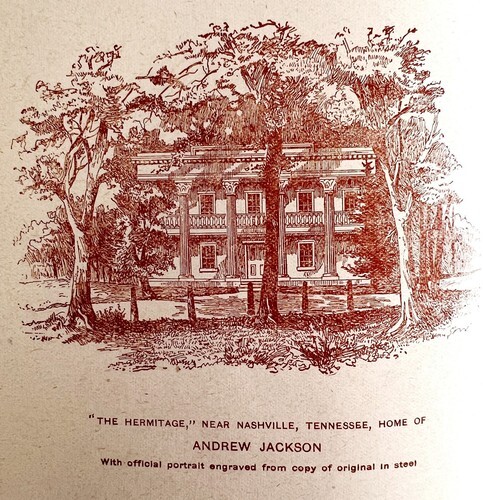 "THE HERMITAGE," NEAR NASHVILLE, TENNESSEE, HOME OF
ANDREW JACKSON
With official portrait engraved from copy of original in steel